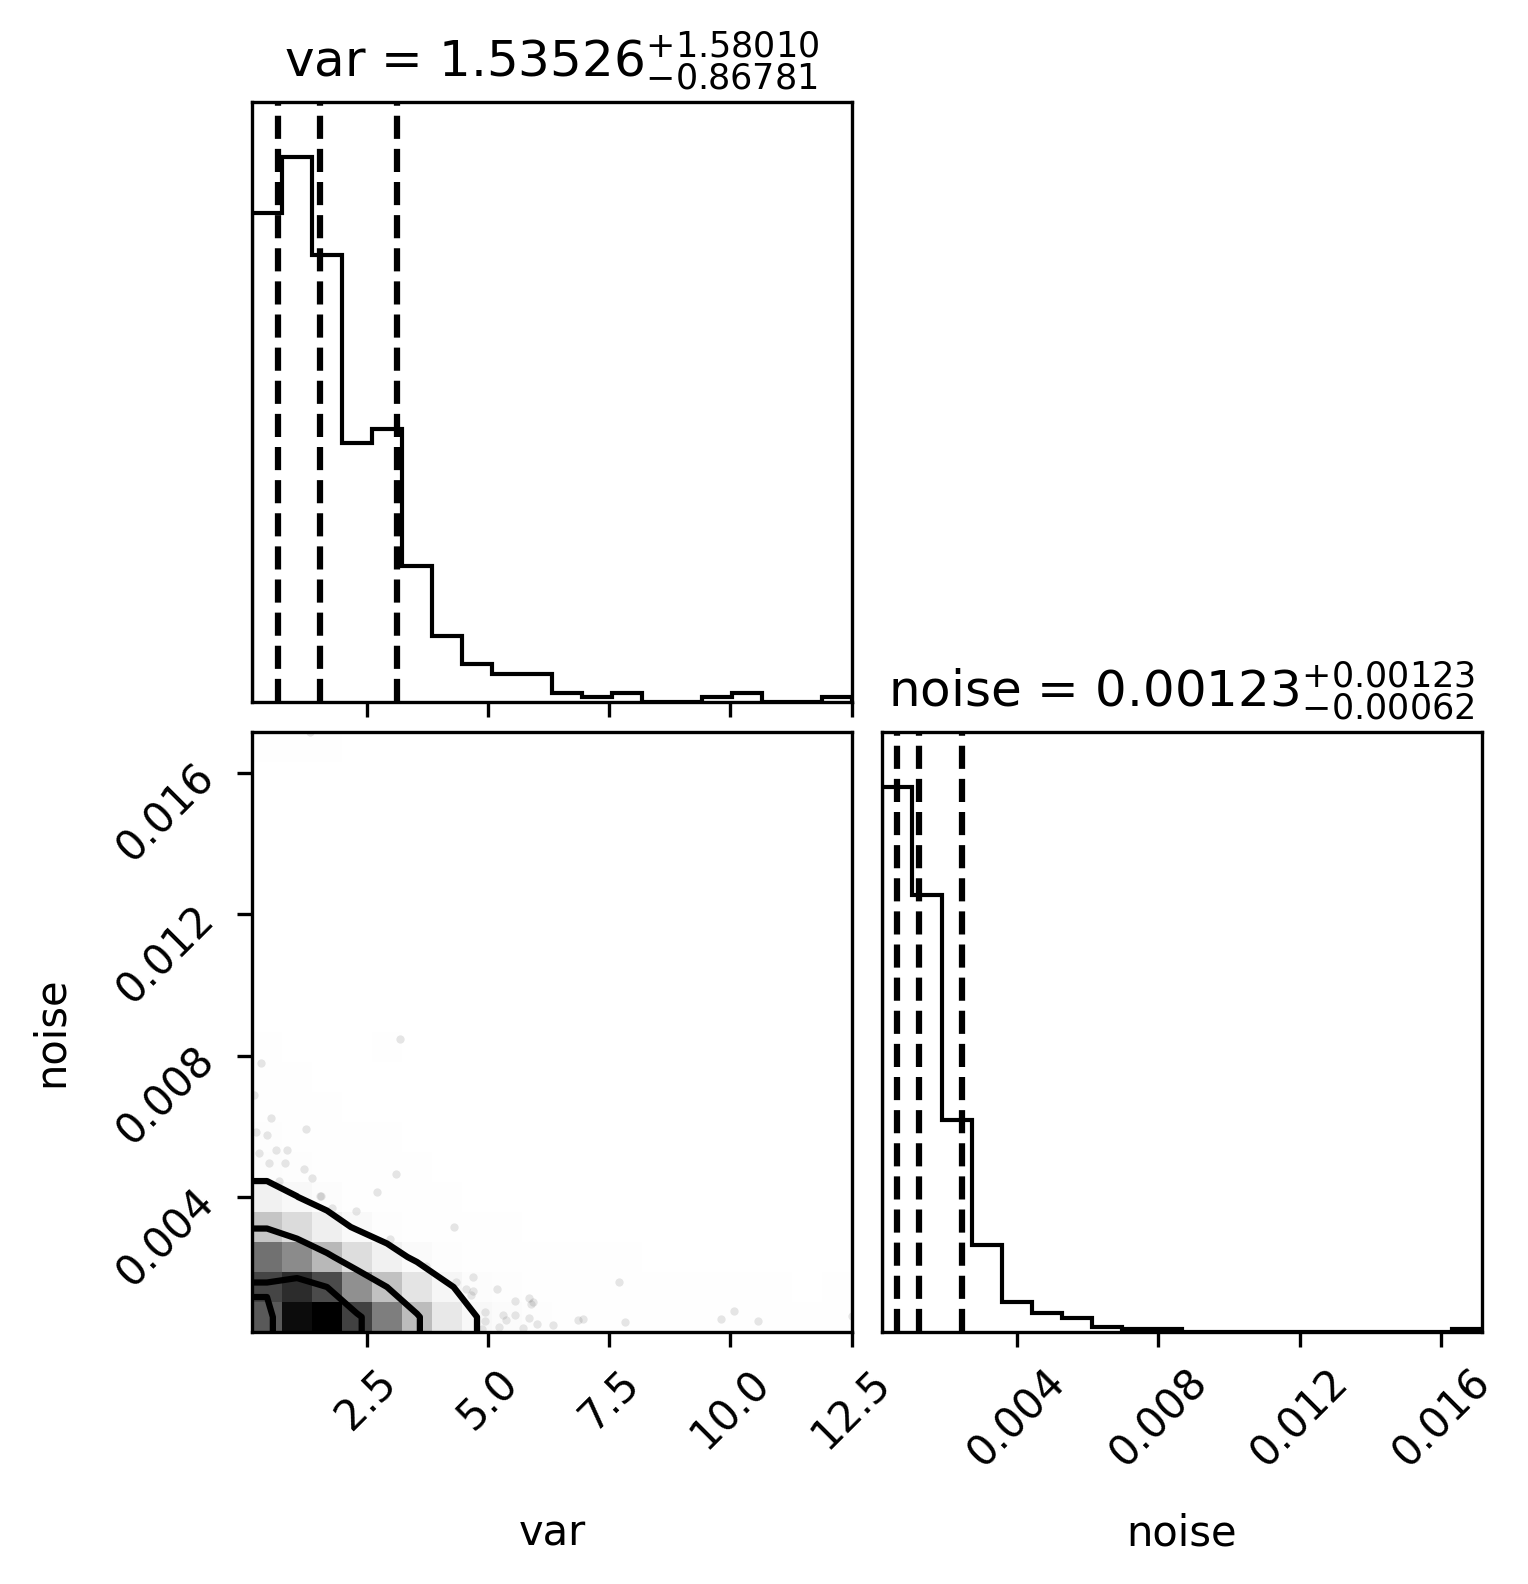 var = 1.53526+1.58010−0.86781
noise = 0.00123+0.00123−0.00062
0.016
0.012
0.008
0.004
noise
2.5 5.0 7.5 10.0 12.5
0.004 0.008 0.012 0.016
var
noise